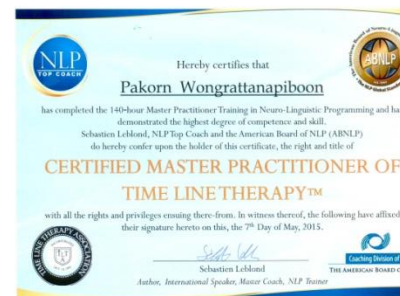 NLP
TOP COACH
ABNLP
Hereby certifies that
Pakorn Wongrattanapiboon
has completed the 140-hour Master Practitioner Training in Neuro-Linguistic Programming and ha
demonstrated the highest degree of competence and skill.
Sebastien Leblond, NLP Top Coach and the American Board of NLP (ABNLP)
do hereby confer upon the holder of this certificate, the right and title of
CERTIFIED MASTER PRACTITIONER OF
TIME LINE THERAPY™
with all the rights and privileges ensuing there-from. In witness thereof, the following have affixed
their signature hereto on this, the 7th Day of May, 2015.
TIME LINE THERAPY ASSOCIATION
Sebastien Leblond
Author, International Speaker, Master Coach, NLP Trainer
Coaching Division of
THE AMERICAN BOARD O